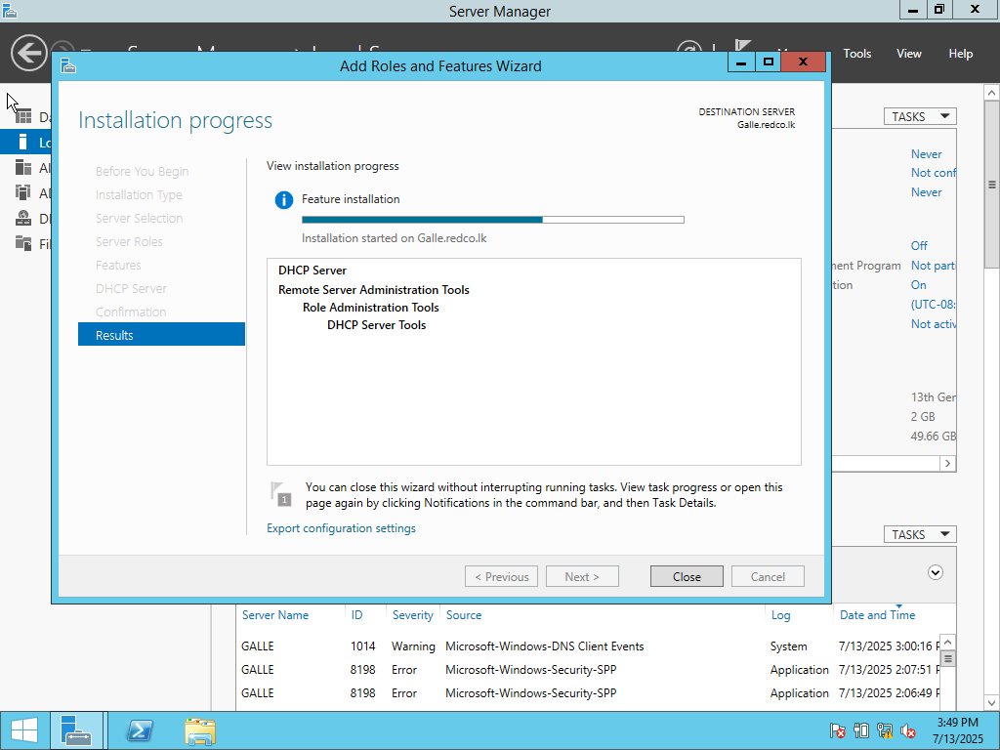 Server Manager
Tools
View
Help
Add Roles and Features Wizard
Installation progress
DESTINATION SERVER
Galle.redco.lk
TASKS
Before You Begin
Installation Type
Server Selection
Server Roles
Features
DHCP Server
Confirmation
Results
View installation progress
Feature installation
Installation started on Galle.redco.lk
DHCP Server
Remote Server Administration Tools
Role Administration Tools
DHCP Server Tools
1
You can close this wizard without interrupting running tasks. View task progress or open this
page again by clicking Notifications in the command bar, and then Task Details.
Export configuration settings
< Previous
Next >
Close
Cancel
Never
Not conf
Never
Off
ment Program
Not parti
tion
On
(UTC-08:
Not activ
13th Gen
2 GB
49.66 GB
TASKS
Server Name ID Severity Source Log Date and Time
GALLE 1014 Warning Microsoft-Windows-DNS Client Events System 7/13/2025 3:00:16 P
GALLE 8198 Error Microsoft-Windows-Security-SPP Application 7/13/2025 2:07:51 P
GALLE 8198 Error Microsoft-Windows-Security-SPP Application 7/13/2025 2:06:49 P
3:49 PM
7/13/2025